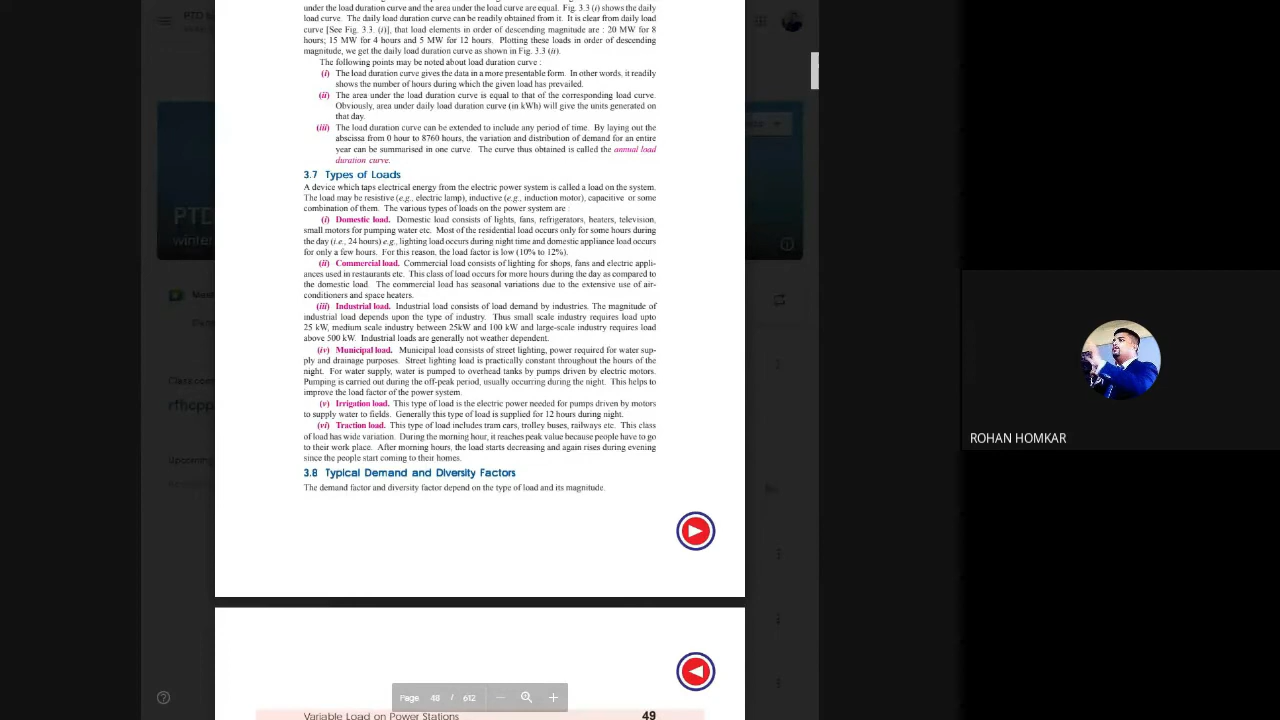 under the load duration curve and the area under the load curve are equal. Fig. 3.3 (i) shows the daily
load curve. The daily load duration curve can be readily obtained from it. It is clear from daily load
curve [See Fig. 3.3. (i)], that load elements in order of descending magnitude are : 20 MW for 8
hours; 15 MW for 4 hours and 5 MW for 12 hours. Plotting these loads in order of descending
magnitude, we get the daily load duration curve as shown in Fig. 3.3 (ii).
The following points may be noted about load duration curve :
(i) The load duration curve gives the data in a more presentable form. In other words, it readily
shows the number of hours during which the given load has prevailed.
(ii) The area under the load duration curve is equal to that of the corresponding load curve.
Obviously, area under daily load duration curve (in kWh) will give the units generated on
that day.
(iii) The load duration curve can be extended to include any period of time. By laying out the
abscissa from 0 hour to 8760 hours, the variation and distribution of demand for an entire
year can be summarised in one curve. The curve thus obtained is called the annual load
duration curve.
3.7 Types of Loads
A device which taps electrical energy from the electric power system is called a load on the system.
The load may be resistive (e.g., electric lamp), inductive (e.g., induction motor), capacitive or some
combination of them. The various types of loads on the power system are :
(i) Domestic load. Domestic load consists of lights, fans, refrigerators, heaters, television,
small motors for pumping water etc. Most of the residential load occurs only for some hours during
the day (i.e., 24 hours) e.g., lighting load occurs during night time and domestic appliance load occurs
for only a few hours. For this reason, the load factor is low (10% to 12%).
(ii) Commercial load. Commercial load consists of lighting for shops, fans and electric appli-
ances used in restaurants etc. This class of load occurs for more hours during the day as compared to
the domestic load. The commercial load has seasonal variations due to the extensive use of air-
conditioners and space heaters.
(iii) Industrial load. Industrial load consists of load demand by industries. The magnitude of
industrial load depends upon the type of industry. Thus small scale industry requires load upto
25 kW, medium scale industry between 25kW and 100 kW and large-scale industry requires load
above 500 kW. Industrial loads are generally not weather dependent.
(iv) Municipal load. Municipal load consists of street lighting, power required for water sup-
ply and drainage purposes. Street lighting load is practically constant throughout the hours of the
night. For water supply, water is pumped to overhead tanks by pumps driven by electric motors.
Pumping is carried out during the off-peak period, usually occurring during the night. This helps to
improve the load factor of the power system.
(v) Irrigation load. This type of load is the electric power needed for pumps driven by motors
to supply water to fields. Generally this type of load is supplied for 12 hours during night.
(vi) Traction load. This type of load includes tram cars, trolley buses, railways etc. This class
of load has wide variation. During the morning hour, it reaches peak value because people have to go
to their work place. After morning hours, the load starts decreasing and again rises during evening
since the people start coming to their homes.
3.8 Typical Demand and Diversity Factors
The demand factor and diversity factor depend on the type of load and its magnitude.
Page 48 / 612
Variable Load on Power Stations 49
ROHAN HOMKAR
PTD
winter
Class
Upcoming